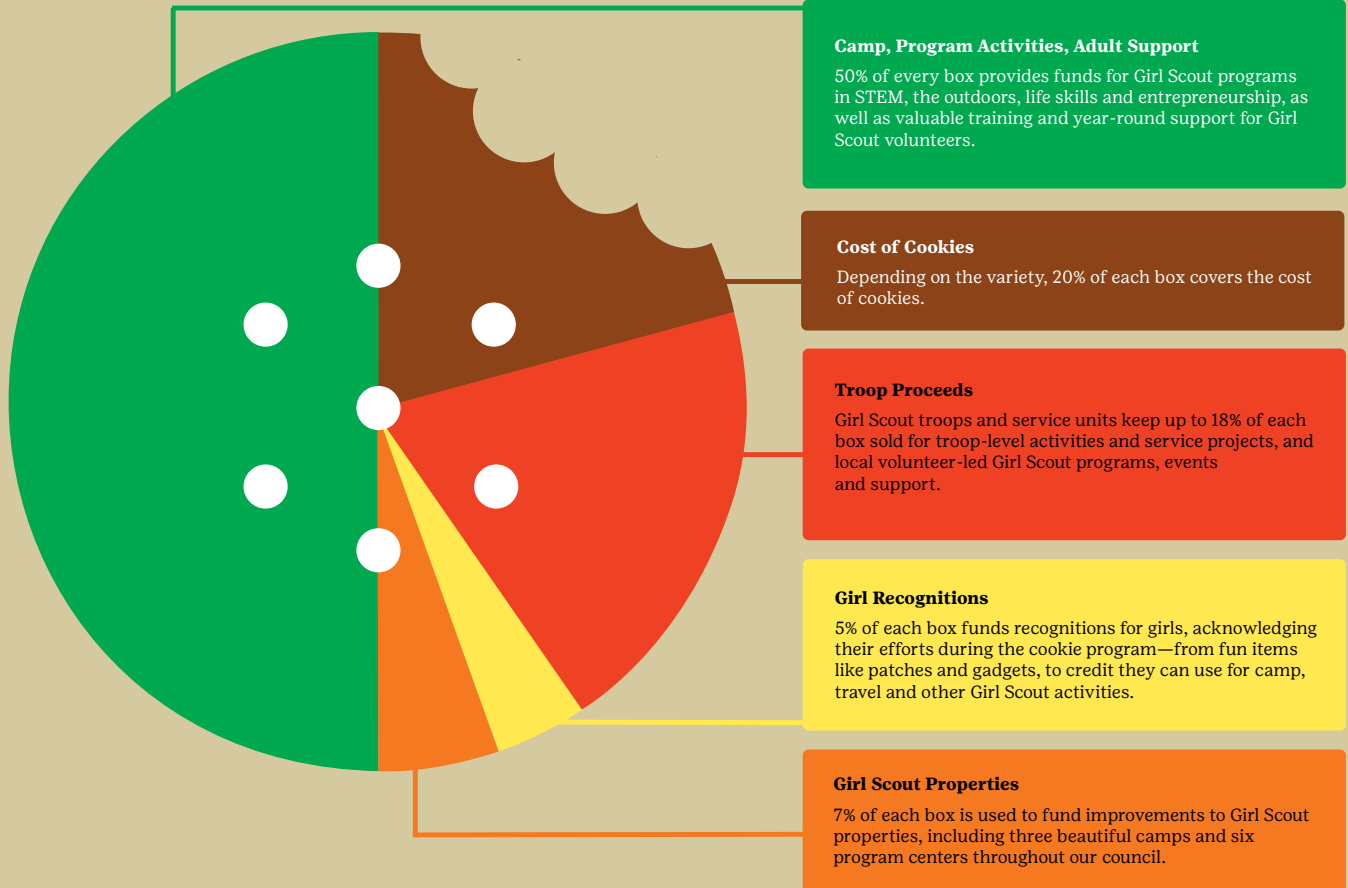 Camp, Program Activities, Adult Support
50% of every box provides funds for Girl Scout programs
in STEM, the outdoors, life skills and entrepreneurship, as
well as valuable training and year-round support for Girl
Scout volunteers.
Cost of Cookies
Depending on the variety, 20% of each box covers the cost
of cookies.
Troop Proceeds
Girl Scout troops and service units keep up to 18% of each
box sold for troop-level activities and service projects, and
local volunteer-led Girl Scout programs, events
and support.
Girl Recognitions
5% of each box funds recognitions for girls, acknowledging
their efforts during the cookie program—from fun items
like patches and gadgets, to credit they can use for camp,
travel and other Girl Scout activities.
Girl Scout Properties
7% of each box is used to fund improvements to Girl Scout
properties, including three beautiful camps and six
program centers throughout our council.